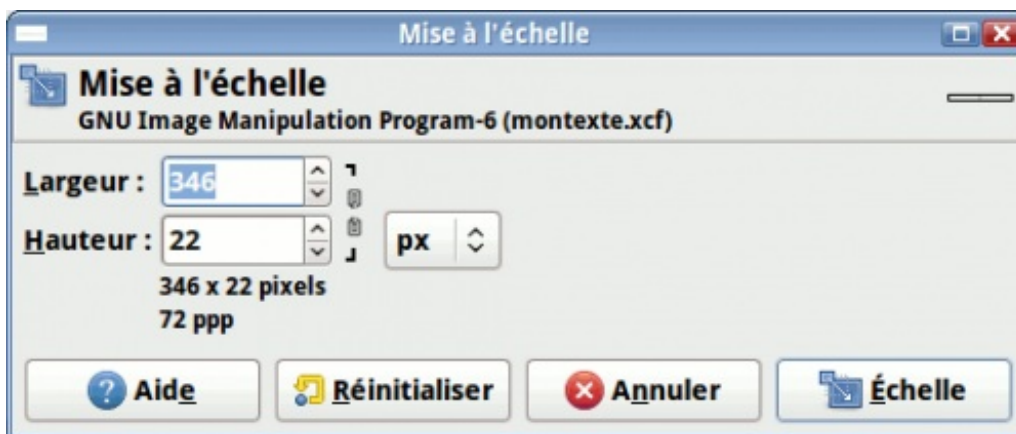 Mise à l'échelle
Mise à l'échelle
GNU Image Manipulation Program-6 (montexte.xcf)
Largeur : 346
Hauteur : 22 px
346 x 22 pixels
72 ppp
Aide Réinitialiser Annuler Échelle